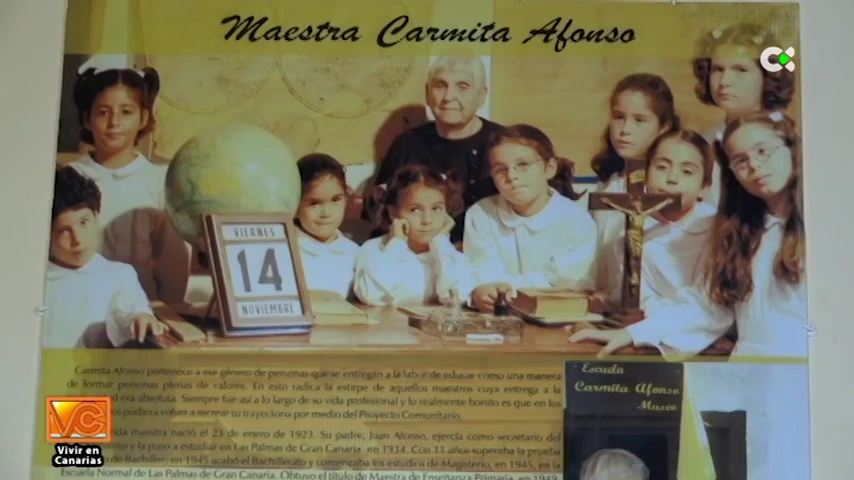 Maestra Carmita Afonso
VIERNES
14
NOVIEMBRE
Carmita Afonso pertenece a ese género de personas que se entregan a la labor de educar como una manera
de formar personas plenas de valores. En esto radica la estirpe de aquellos maestros cuya entrega a la
d era absoluta. Siempre fue así a lo largo de su vida profesional y lo realmente bonito es que en los
os pudiera volver a recrear su trayectoria por medio del Proyecto Comunitario.
ida maestra nació el 23 de enero de 1923. Su padre, Juan Afonso, ejercía como secretario del
nto y la puso a estudiar en Las Palmas de Gran Canaria en 1934. Con 11 años superaba la prueba
de Bachiller; en 1945 acabó el Bachillerato y comenzaba los estudios de Magisterio, en 1945, en la
Escuela Normal de Las Palmas de Gran Canaria. Obtuvo el título de Maestra de Enseñanza Primaria, en 1949
Escuela
Carmita Afonso
Museo
VC
Vivir en
Canarias